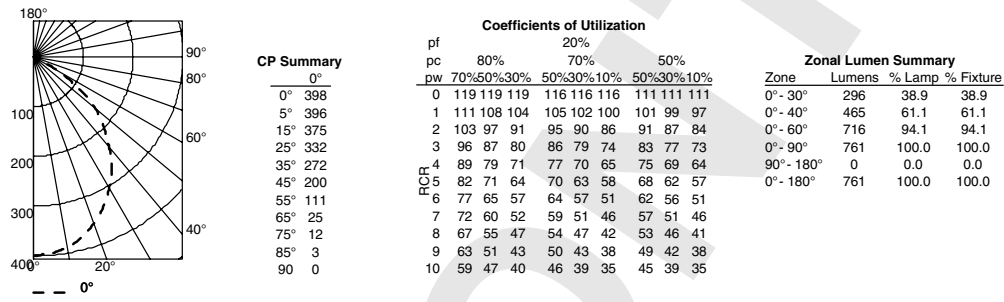 180°
90°
80°
60°
40°
100
200
300
400
0°
20°
0°
CP Summary
0°
0° 398
5° 396
15° 375
25° 332
35° 272
45° 200
55° 111
65° 25
75° 12
85° 3
90 0
Coefficients of Utilization
pf 20%
pc 80% 70% 50%
pw 70%50%30% 50%30%10% 50%30%10%
RCR
0 119 119 119 116 116 116 111 111 111
1 111 108 104 105 102 100 101 99 97
2 103 97 91 95 90 86 91 87 84
3 96 87 80 86 79 74 83 77 73
4 89 79 71 77 70 65 75 69 64
5 82 71 64 70 63 58 68 62 57
6 77 65 57 64 57 51 62 56 51
7 72 60 52 59 51 46 57 51 46
8 67 55 47 54 47 42 53 46 41
9 63 51 43 50 43 38 49 42 38
10 59 47 40 46 39 35 45 39 35
Zonal Lumen Summary
Zone Lumens % Lamp % Fixture
0° - 30° 296 38.9 38.9
0° - 40° 465 61.1 61.1
0° - 60° 716 94.1 94.1
0° - 90° 761 100.0 100.0
90° - 180° 0 0.0 0.0
0° - 180° 761 100.0 100.0